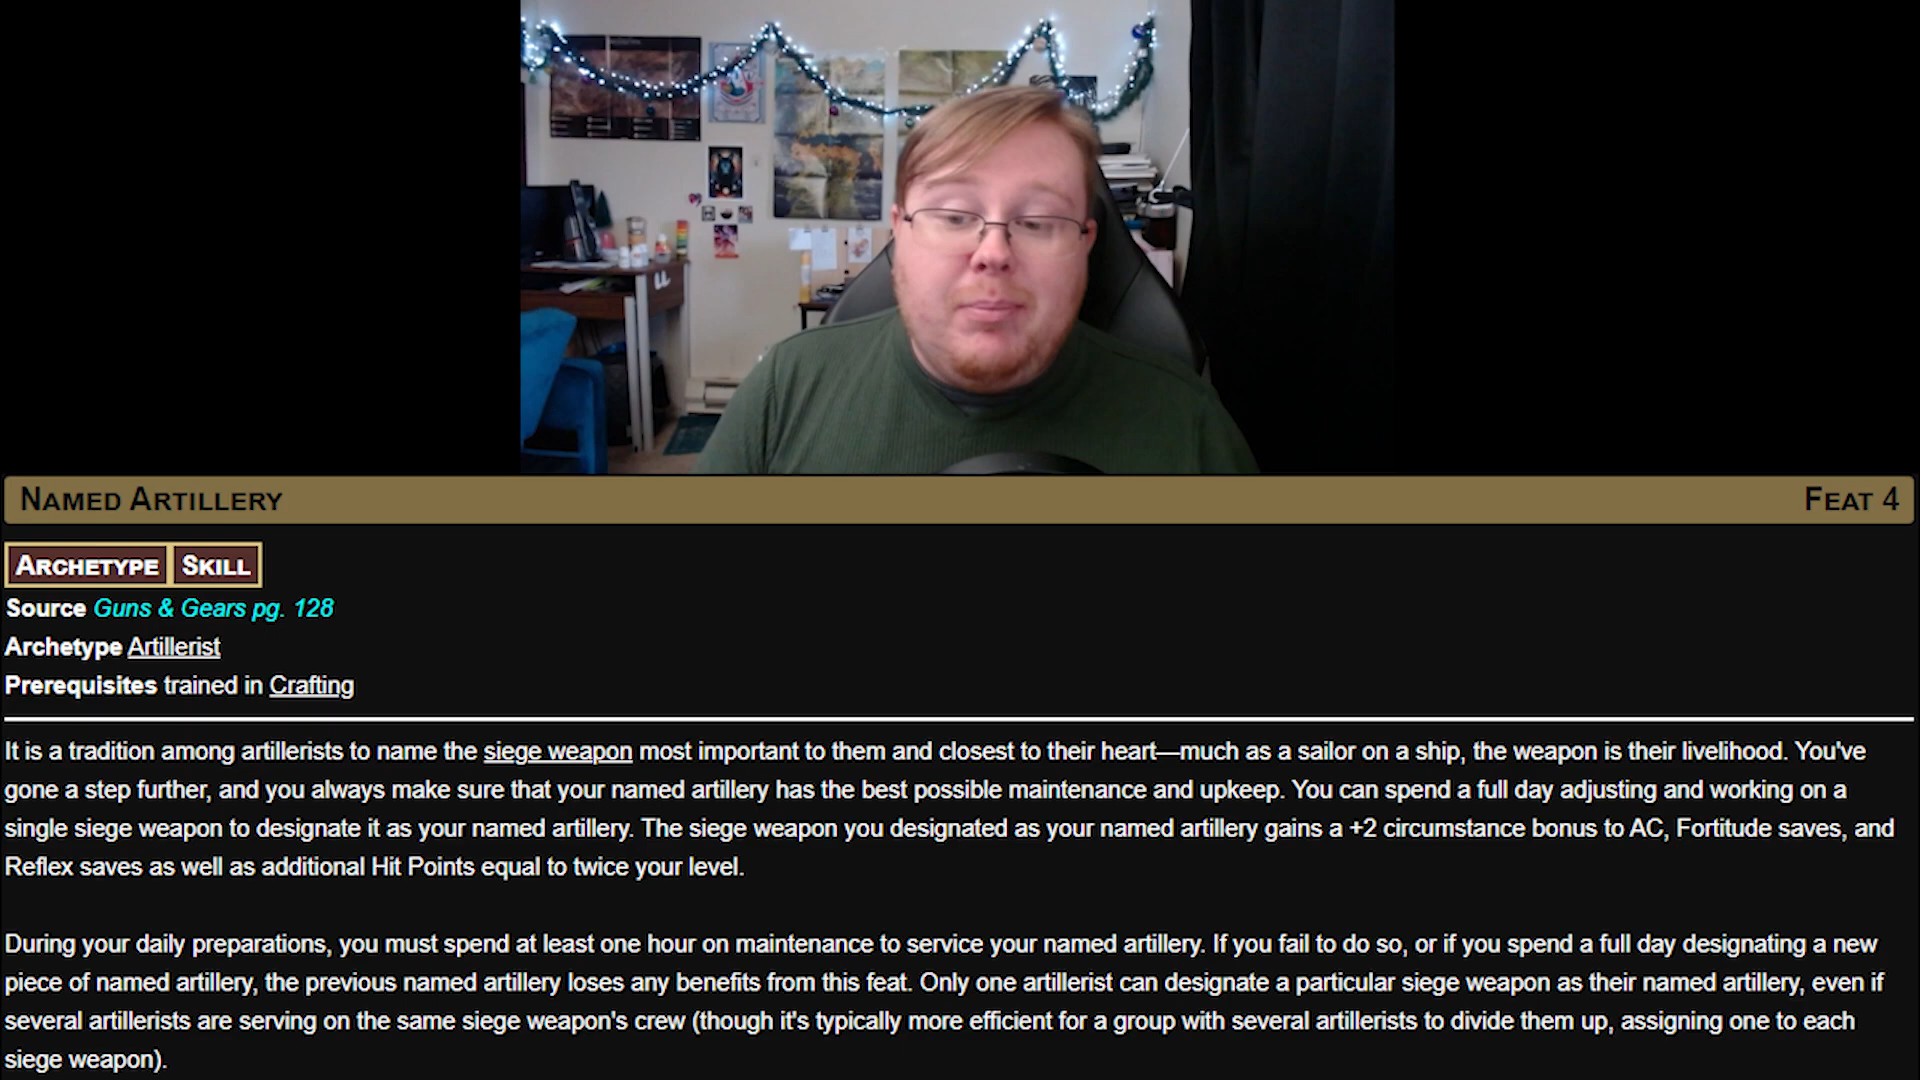 NAMED ARTILLERY FEAT 4
ARCHETYPE SKILL
Source Guns & Gears pg. 128
Archetype Artillerist
Prerequisites trained in Crafting
It is a tradition among artillerists to name the siege weapon most important to them and closest to their heart—much as a sailor on a ship, the weapon is their livelihood. You've
gone a step further, and you always make sure that your named artillery has the best possible maintenance and upkeep. You can spend a full day adjusting and working on a
single siege weapon to designate it as your named artillery. The siege weapon you designated as your named artillery gains a +2 circumstance bonus to AC, Fortitude saves, and
Reflex saves as well as additional Hit Points equal to twice your level.
During your daily preparations, you must spend at least one hour on maintenance to service your named artillery. If you fail to do so, or if you spend a full day designating a new
piece of named artillery, the previous named artillery loses any benefits from this feat. Only one artillerist can designate a particular siege weapon as their named artillery, even if
several artillerists are serving on the same siege weapon's crew (though it's typically more efficient for a group with several artillerists to divide them up, assigning one to each
siege weapon).